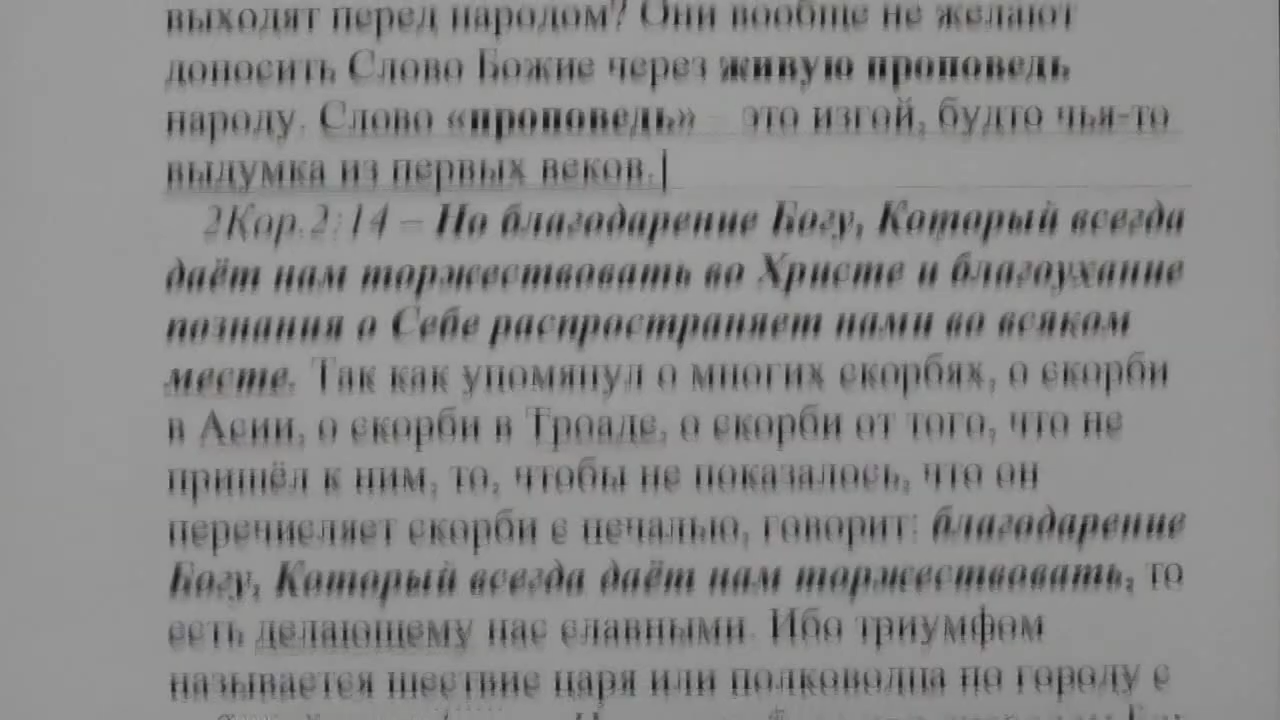 выходят перед народом? Они вообще не желают
доносить Слово Божие через живую проповедь
народу. Слово «проповедь» – это изгой, будто чья-то
выдумка из первых веков.
2Кор.2:14 – Но благодарение Богу, Который всегда
даёт нам торжествовать во Христе и благоухание
познания о Себе распространяет нами во всяком
месте. Так как упомянул о многих скорбях, о скорби
в Асии, о скорби в Троаде, о скорби от того, что не
пришёл к ним, то, чтобы не показалось, что он
перечисляет скорби с печалью, говорит: благодарение
Богу, Который всегда даёт нам торжествовать, то
есть делающему нас славными. Ибо триумфом
называется шествие царя или полководца по городу с